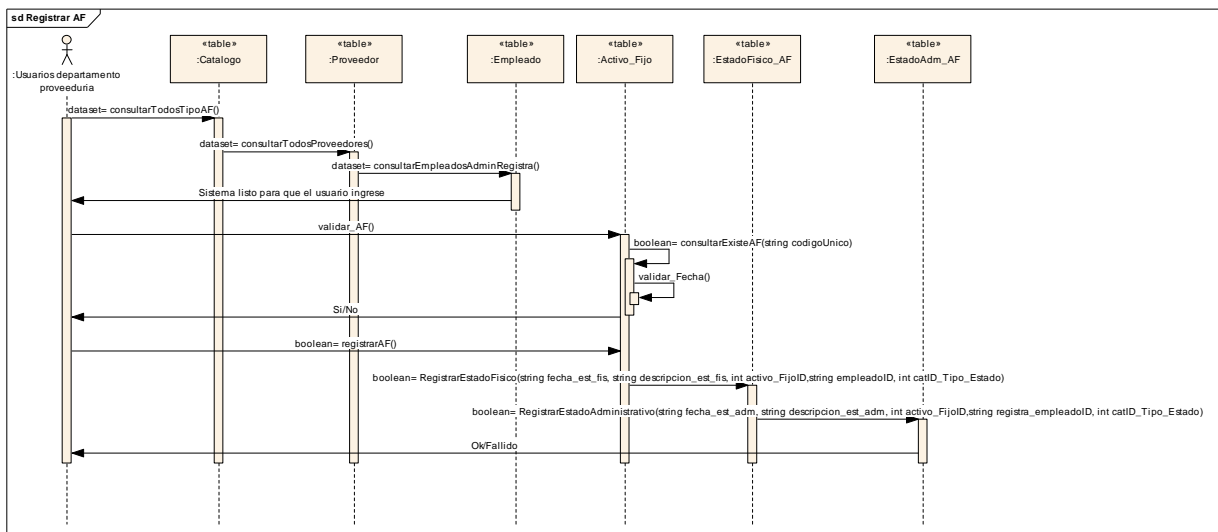 sd Registrar AF
:Usuarios departamento
proveeduria
«table»
:Catalogo
«table»
:Proveedor
«table»
:Empleado
«table»
:Activo_Fijo
«table»
:EstadoFisico_AF
«table»
:EstadoAdm_AF
dataset= consultarTodosTipoAF()
dataset= consultarTodosProveedores()
dataset= consultarEmpleadosAdminRegistra()
Sistema listo para que el usuario ingrese
validar_AF()
boolean= consultarExisteAF(string codigoUnico)
validar_Fecha()
Si/No
boolean= registrarAF()
boolean= RegistrarEstadoFisico(string fecha_est_fis, string descripcion_est_fis, int activo_FijoID,string empleadoID, int catID_Tipo_Estado)
boolean= RegistrarEstadoAdministrativo(string fecha_est_adm, string descripcion_est_adm, int activo_FijoID,string registra_empleadoID, int catID_Tipo_Estado)
Ok/Fallido